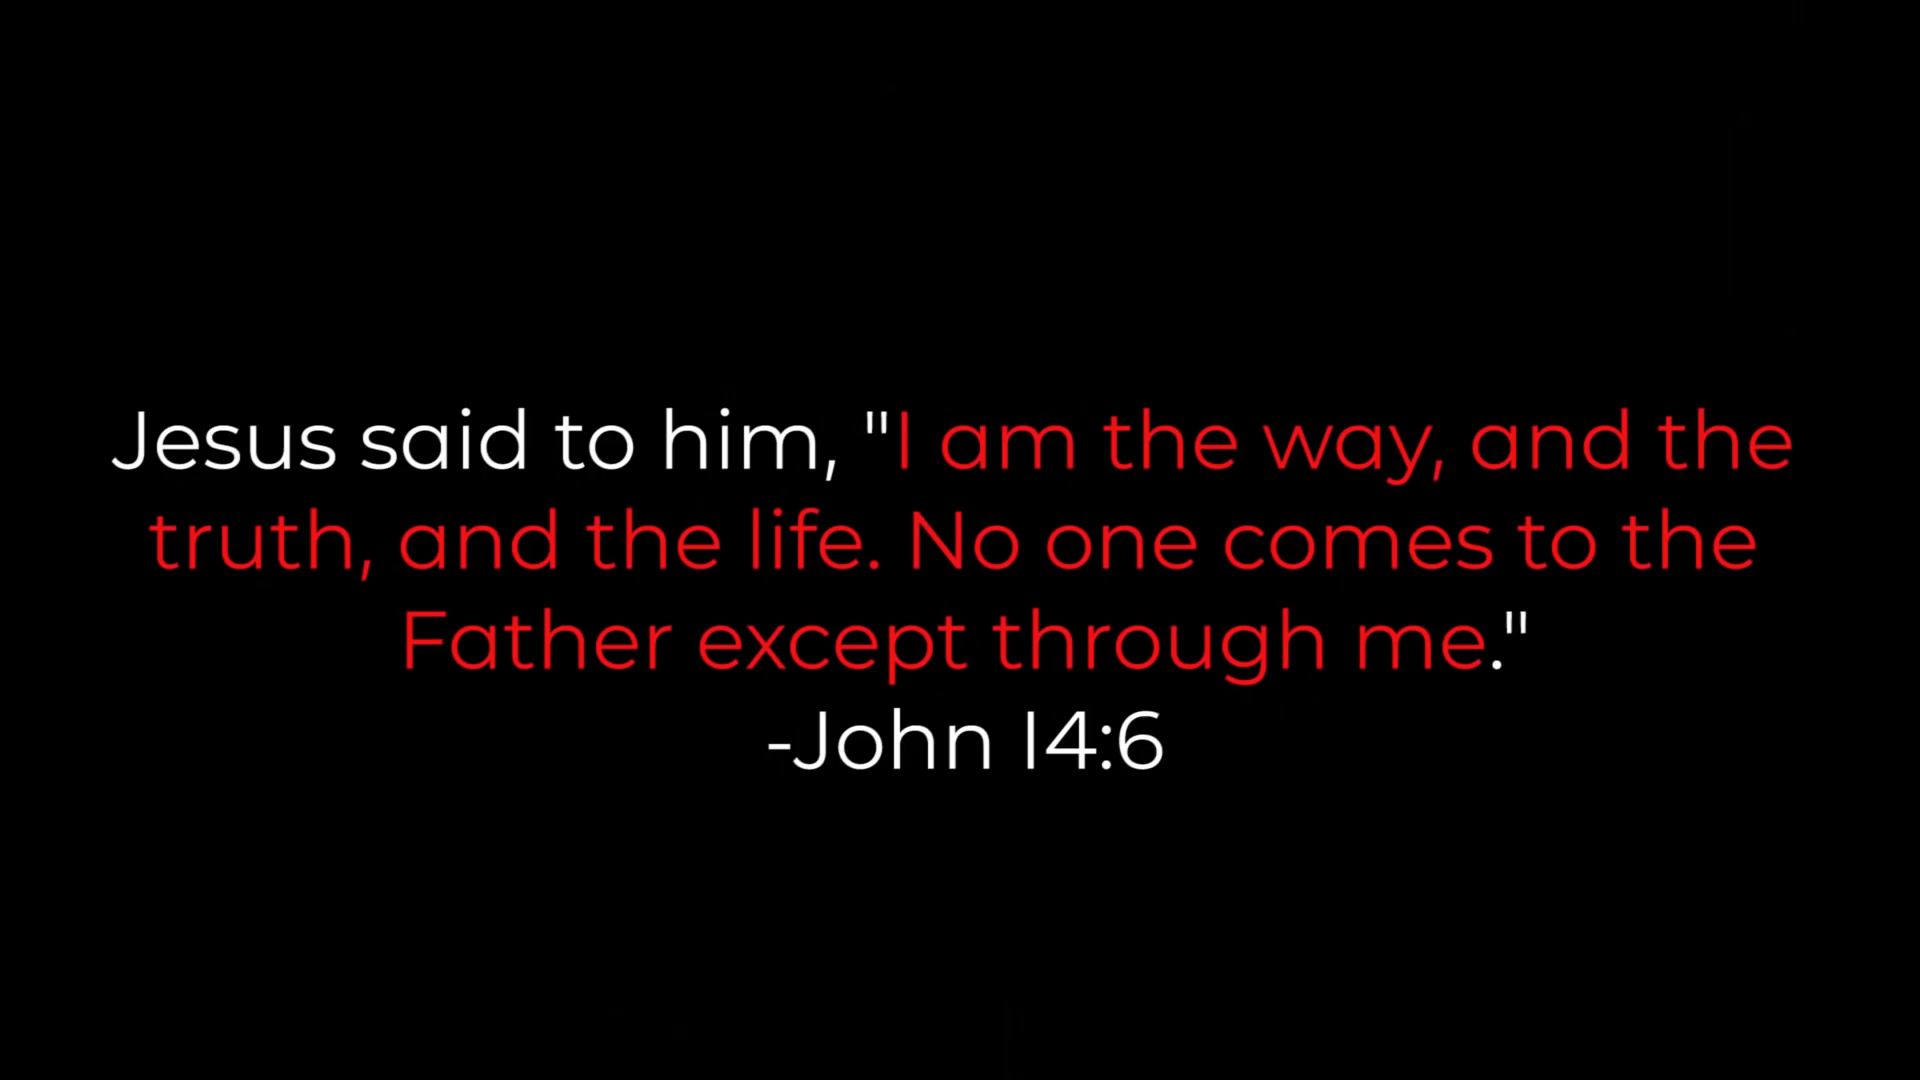 Jesus said to him, "I am the way, and the
truth, and the life. No one comes to the
Father except through me."
-John 14:6